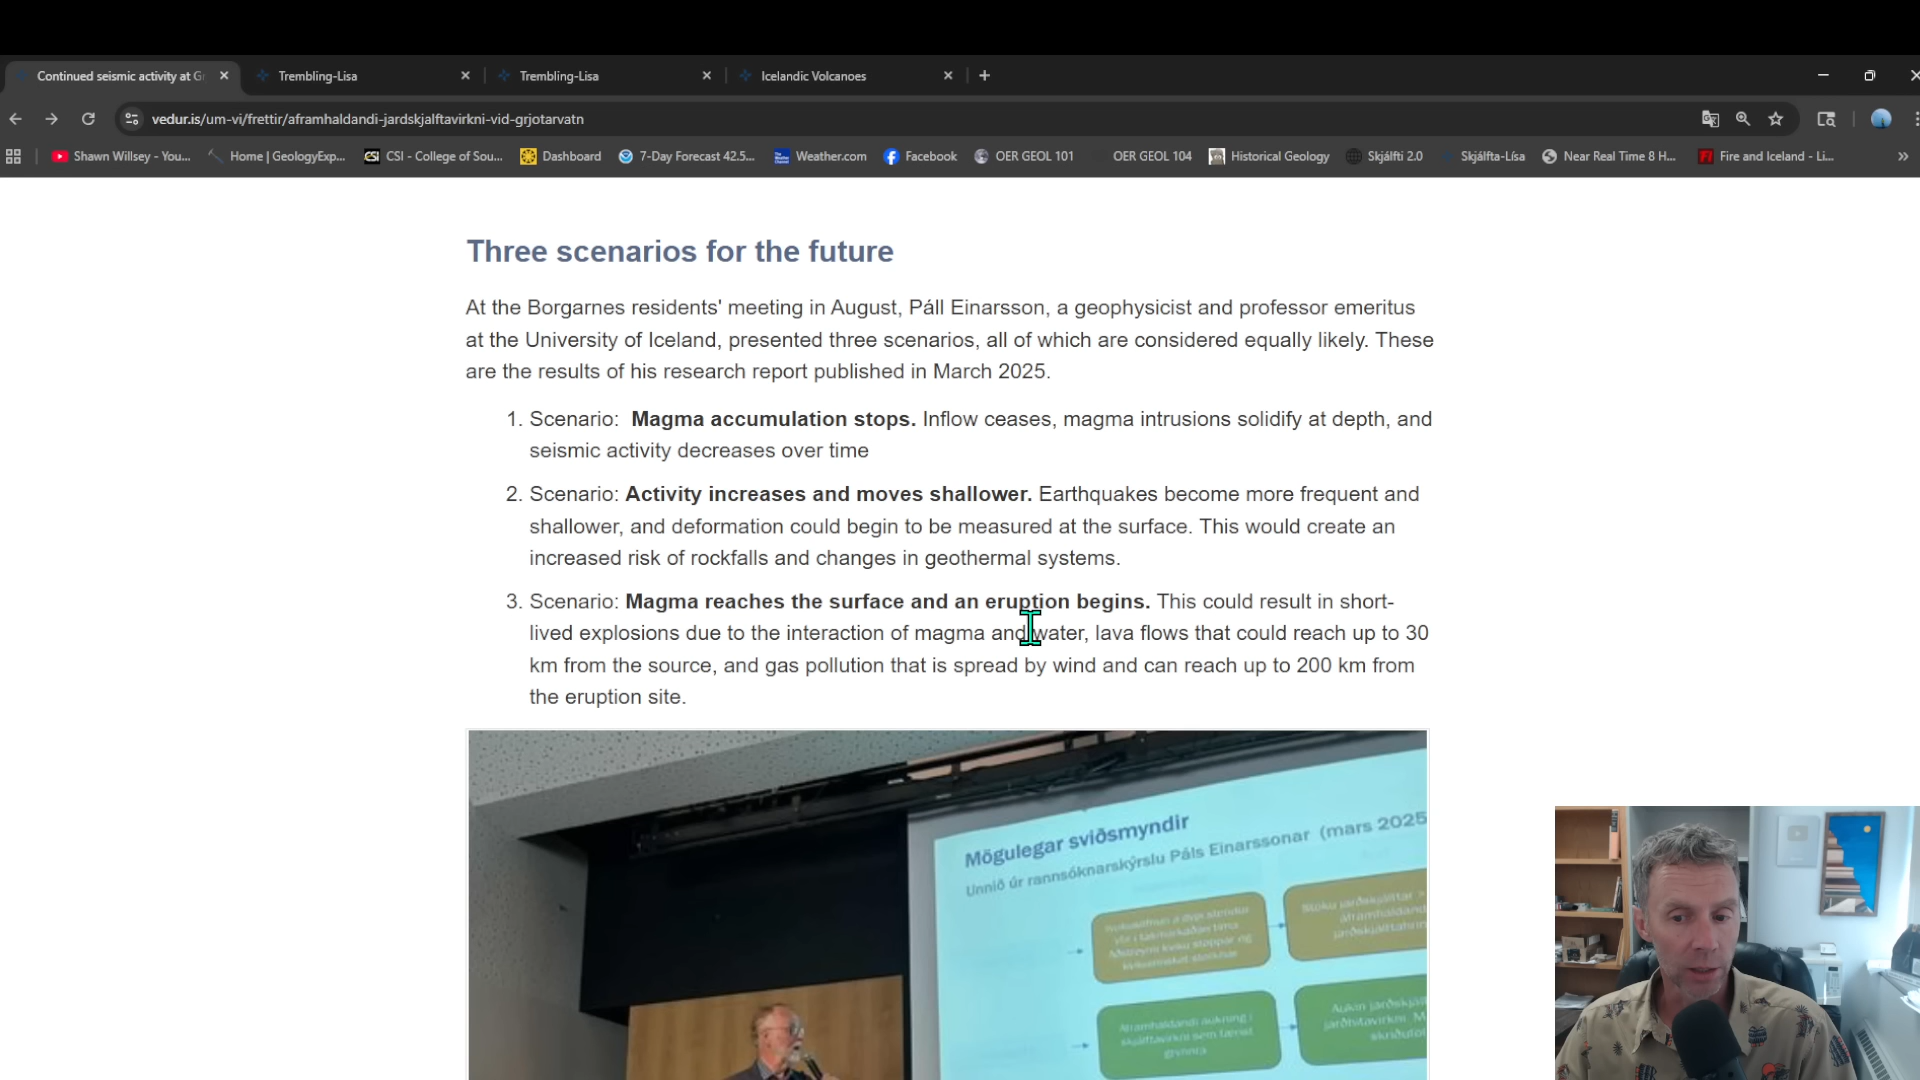 Continued seismic activity at G
Trembling-Lisa
Trembling-Lisa
Icelandic Volcanoes
vedur.is/um-vi/frettir/aframhaldandi-jardskjalftavirkni-vid-grjotarvatn
Shawn Willsey - You...
Home | GeologyExp...
CSI - College of Sou...
Dashboard
7-Day Forecast 42.5...
Weather.com
Facebook
OER GEOL 101
OER GEOL 104
Historical Geology
Skjálfti 2.0
Skjálfta-Lísa
Near Real Time 8 H...
Fire and Iceland - Li...
Three scenarios for the future
At the Borgarnes residents' meeting in August, Páll Einarsson, a geophysicist and professor emeritus
at the University of Iceland, presented three scenarios, all of which are considered equally likely. These
are the results of his research report published in March 2025.
1. Scenario: Magma accumulation stops. Inflow ceases, magma intrusions solidify at depth, and
seismic activity decreases over time
2. Scenario: Activity increases and moves shallower. Earthquakes become more frequent and
shallower, and deformation could begin to be measured at the surface. This would create an
increased risk of rockfalls and changes in geothermal systems.
3. Scenario: Magma reaches the surface and an eruption begins. This could result in short-
lived explosions due to the interaction of magma and water, lava flows that could reach up to 30
km from the source, and gas pollution that is spread by wind and can reach up to 200 km from
the eruption site.
Mögulegar sviðsmyndir
Unnið úr rannsóknarskýrslu Páls Einarssonar (mars 2025